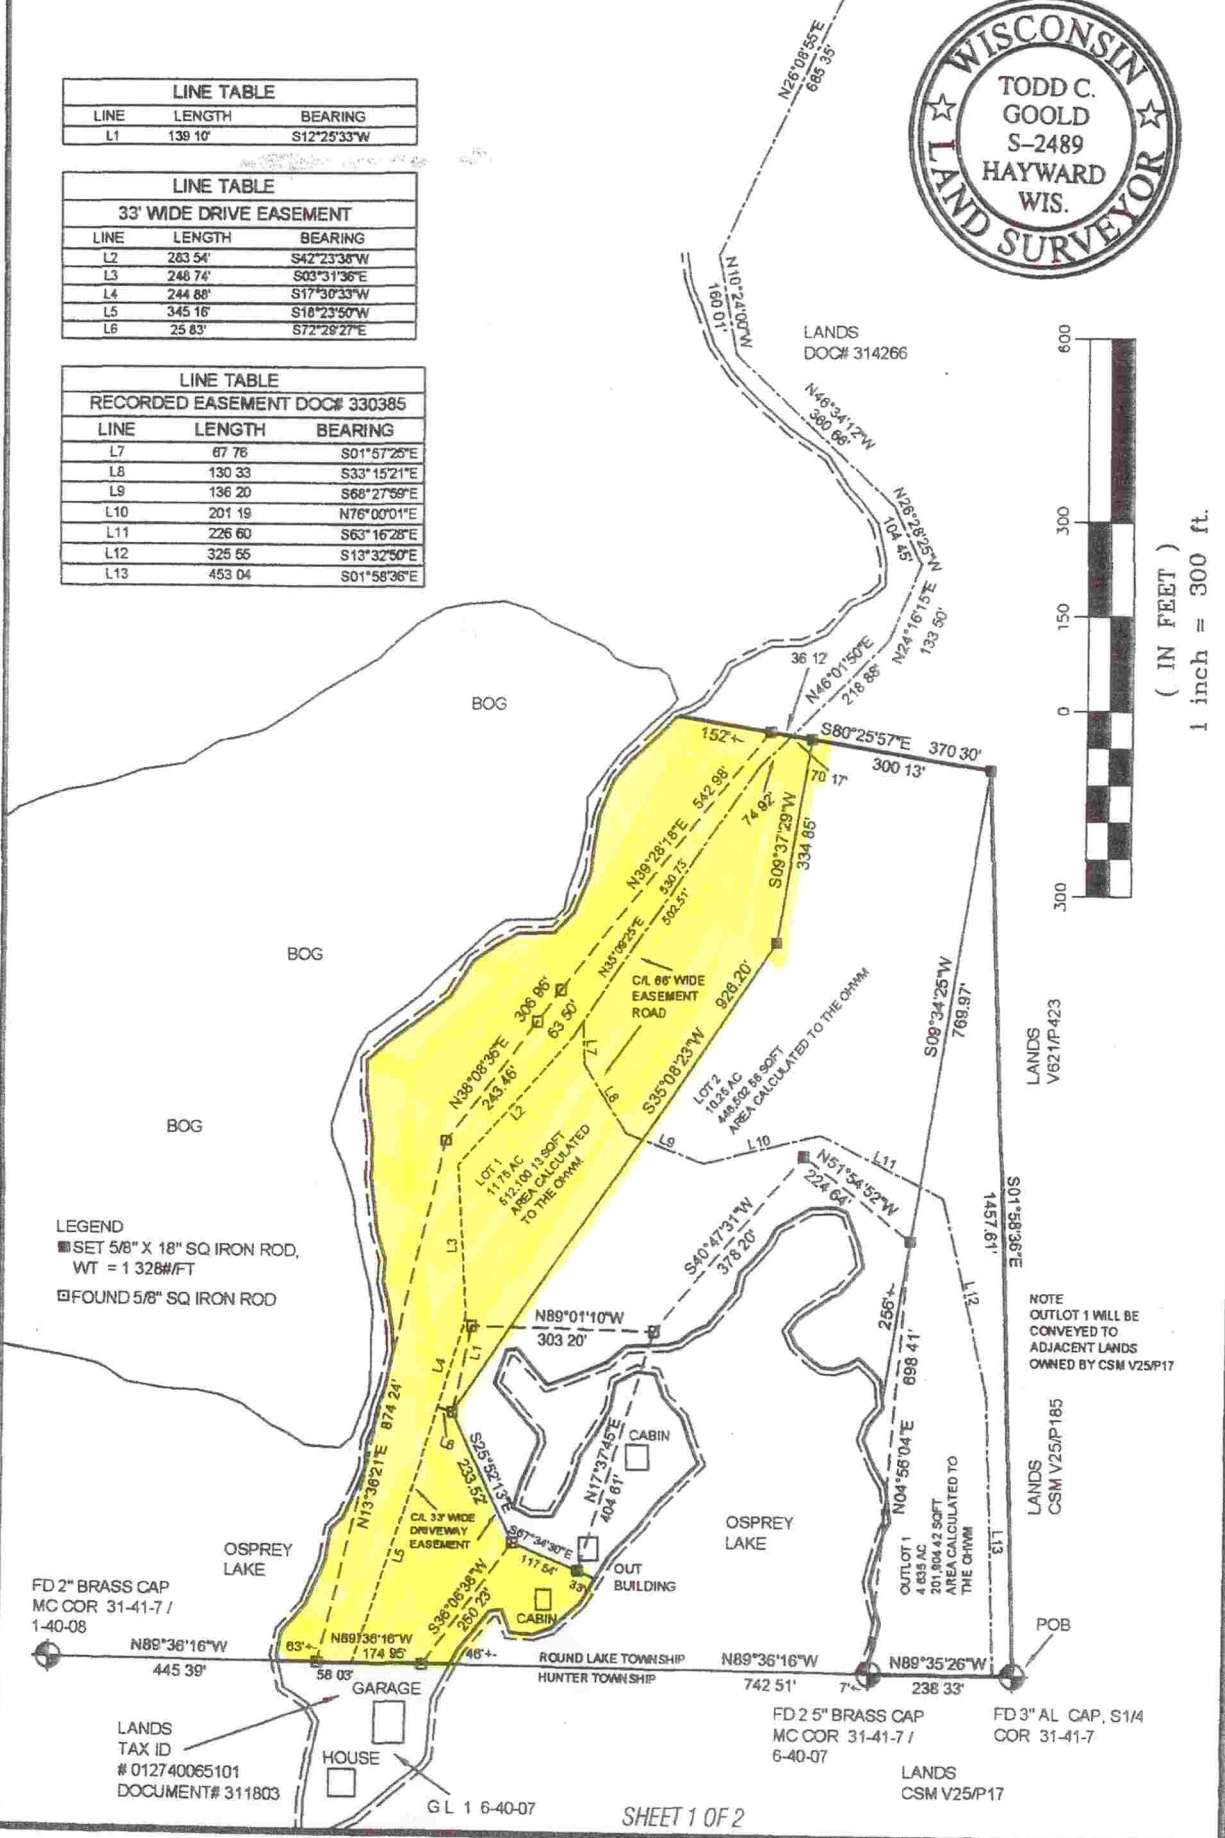 LINE TABLE
LINE LENGTH BEARING
L1 139 10' S12°25'33"W
LINE TABLE
33' WIDE DRIVE EASEMENT
LINE LENGTH BEARING
L2 283 54' S42°23'38"W
L3 248 74' S03°31'36"E
L4 244 88' S17°30'33"W
L5 345 16' S18°23'50"W
L6 25 83' S72°29'27"E
LINE TABLE
RECORDED EASEMENT DOC# 330385
LINE LENGTH BEARING
L7 67 76 S01°57'25"E
L8 130 33 S33°15'21"E
L9 136 20 S68°27'59"E
L10 201 19 N76°00'01"E
L11 226 60 S63°16'28"E
L12 325 55 S13°32'50"E
L13 453 04 S01°58'36"E
WISCONSIN
TODD C.
GOOLD
S-2489
HAYWARD
WIS.
LAND SURVEYOR
N26°08'55"E
685 35'
N10°24'00"W
160 01'
LANDS
DOC# 314266
N46°34'12"W
360 66'
N26°28'25"W
104 45'
N24°16'15"E
133 50'
N46°01'50"E
218 88'
36 12'
600
300
150
0
300
( IN FEET )
1 inch = 300 ft.
BOG
152'+-
S80°25'57"E 370 30'
300 13'
70 17'
74 92'
N39°28'18"E 542 98'
530 73'
S09°37'29"W
334 85'
N35°09'25"E
502.51'
BOG
C/L 66' WIDE
EASEMENT
ROAD
306 96'
63 50'
N38°08'36"E
243.46'
L7
L8
L2
S35°08'23"W 926.20'
LOT 2
10.25 AC
446,502 56 SQFT
AREA CALCULATED TO THE OHWM
S09°34'25"W
769.97'
LANDS
V621/P423
BOG
L9
L10
L11
LOT 1
11 75 AC
512,100 13 SQFT
AREA CALCULATED
TO THE OHWM
N51°54'52"W
224 64'
S01°58'36"E
1457.61'
LEGEND
SET 5/8" X 18" SQ IRON ROD,
WT = 1 328#/FT
FOUND 5/8" SQ IRON ROD
L3
S40°47'31"W
378 20'
L12
N89°01'10"W
303 20'
L1
L4
256'+-
698 41'
NOTE
OUTLOT 1 WILL BE
CONVEYED TO
ADJACENT LANDS
OWNED BY CSM V25/P17
N13°36'21"E 874 24'
L6
S25°52'13"E
233.52'
CABIN
N17°37'45"E
404 61'
N04°56'04"E
LANDS
CSM V25/P185
C/L 33' WIDE
DRIVEWAY
EASEMENT
L5
S67°34'30"E
117 54'
33'
OUT
BUILDING
OSPREY
LAKE
OSPREY
LAKE
OUTLOT 1
4 635 AC
201,904.42 SQFT
AREA CALCULATED TO
THE OHWM
L13
FD 2" BRASS CAP
MC COR 31-41-7 /
1-40-08
S36°06'38"W
250 23'
CABIN
POB
N89°36'16"W
445 39'
63'+-
N89°36'16"W
174 95'
58 03'
46'+-
ROUND LAKE TOWNSHIP
HUNTER TOWNSHIP
N89°36'16"W
742 51'
7'+-
N89°35'26"W
238 33'
GARAGE
FD 2 5" BRASS CAP
MC COR 31-41-7 /
6-40-07
FD 3" AL CAP, S1/4
COR 31-41-7
LANDS
TAX ID
# 012740065101
DOCUMENT# 311803
HOUSE
G L 1 6-40-07
LANDS
CSM V25/P17
SHEET 1 OF 2